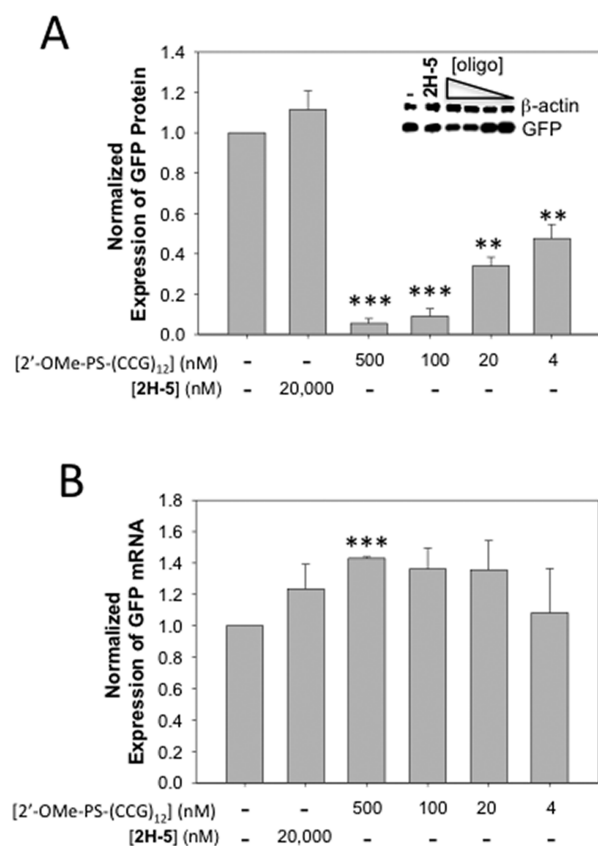 A
Normalized
Expression of GFP Protein
1.4
1.2
1.0
0.8
0.6
0.4
0.2
0.0
- 2H-5 [oligo]
β-actin
GFP
*** *** ** **
[2′-OMe-PS-(CCG)12] (nM) - - 500 100 20 4
[2H-5] (nM) - 20,000 - - - -
B
Normalized
Expression of GFP mRNA
1.8
1.6
1.4
1.2
1.0
0.8
0.6
0.4
0.2
0.0
***
[2′-OMe-PS-(CCG)12] (nM) - - 500 100 20 4
[2H-5] (nM) - 20,000 - - - -